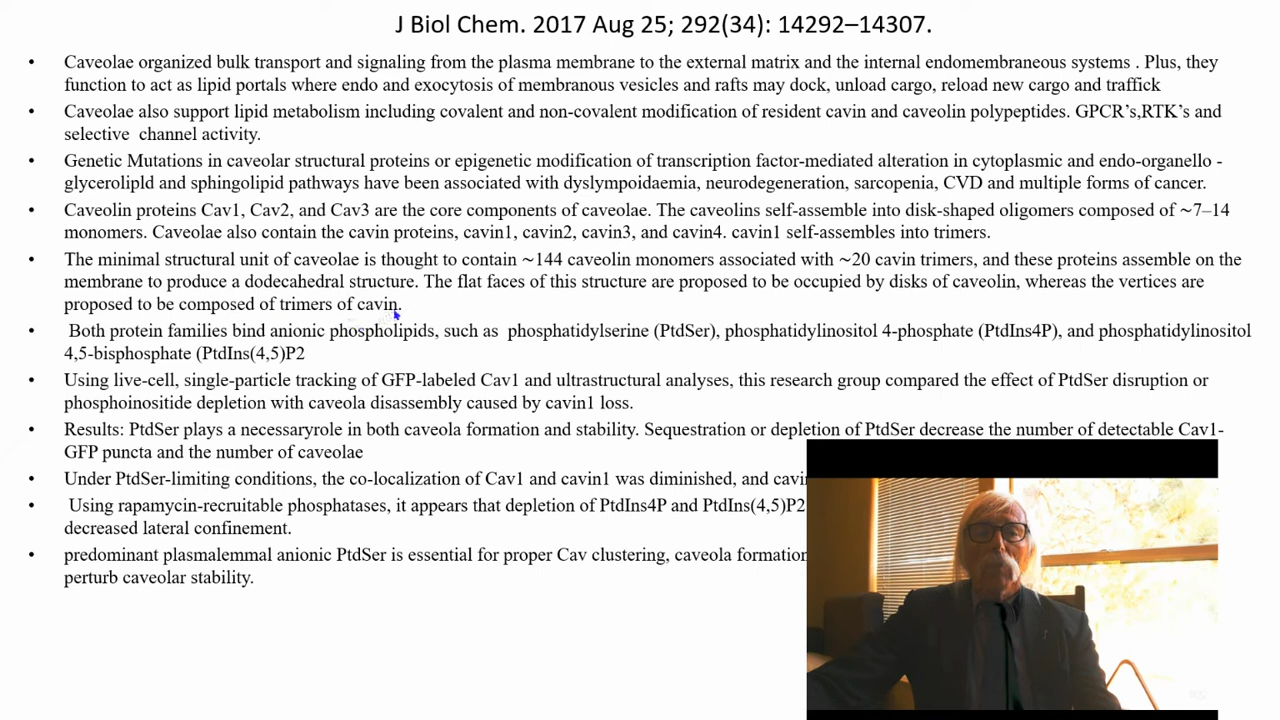 J Biol Chem. 2017 Aug 25; 292(34): 14292–14307.
• Caveolae organized bulk transport and signaling from the plasma membrane to the external matrix and the internal endomembraneous systems . Plus, they
function to act as lipid portals where endo and exocytosis of membranous vesicles and rafts may dock, unload cargo, reload new cargo and traffick
• Caveolae also support lipid metabolism including covalent and non-covalent modification of resident cavin and caveolin polypeptides. GPCR’s,RTK’s and
selective channel activity.
• Genetic Mutations in caveolar structural proteins or epigenetic modification of transcription factor-mediated alteration in cytoplasmic and endo-organello -
glycerolipld and sphingolipid pathways have been associated with dyslympoidaemia, neurodegeneration, sarcopenia, CVD and multiple forms of cancer.
• Caveolin proteins Cav1, Cav2, and Cav3 are the core components of caveolae. The caveolins self-assemble into disk-shaped oligomers composed of ~7–14
monomers. Caveolae also contain the cavin proteins, cavin1, cavin2, cavin3, and cavin4. cavin1 self-assembles into trimers.
• The minimal structural unit of caveolae is thought to contain ~144 caveolin monomers associated with ~20 cavin trimers, and these proteins assemble on the
membrane to produce a dodecahedral structure. The flat faces of this structure are proposed to be occupied by disks of caveolin, whereas the vertices are
proposed to be composed of trimers of cavin.
• Both protein families bind anionic phospholipids, such as phosphatidylserine (PtdSer), phosphatidylinositol 4-phosphate (PtdIns4P), and phosphatidylinositol
4,5-bisphosphate (PtdIns(4,5)P2
• Using live-cell, single-particle tracking of GFP-labeled Cav1 and ultrastructural analyses, this research group compared the effect of PtdSer disruption or
phosphoinositide depletion with caveola disassembly caused by cavin1 loss.
• Results: PtdSer plays a necessaryrole in both caveola formation and stability. Sequestration or depletion of PtdSer decrease the number of detectable Cav1-
GFP puncta and the number of caveolae
• Under PtdSer-limiting conditions, the co-localization of Cav1 and cavin1 was diminished, and
• Using rapamycin-recruitable phosphatases, it appears that depletion of PtdIns4P and PtdIns(4,5)P2
decreased lateral confinement.
• predominant plasmalemmal anionic PtdSer is essential for proper Cav clustering, caveola formation
perturb caveolar stability.